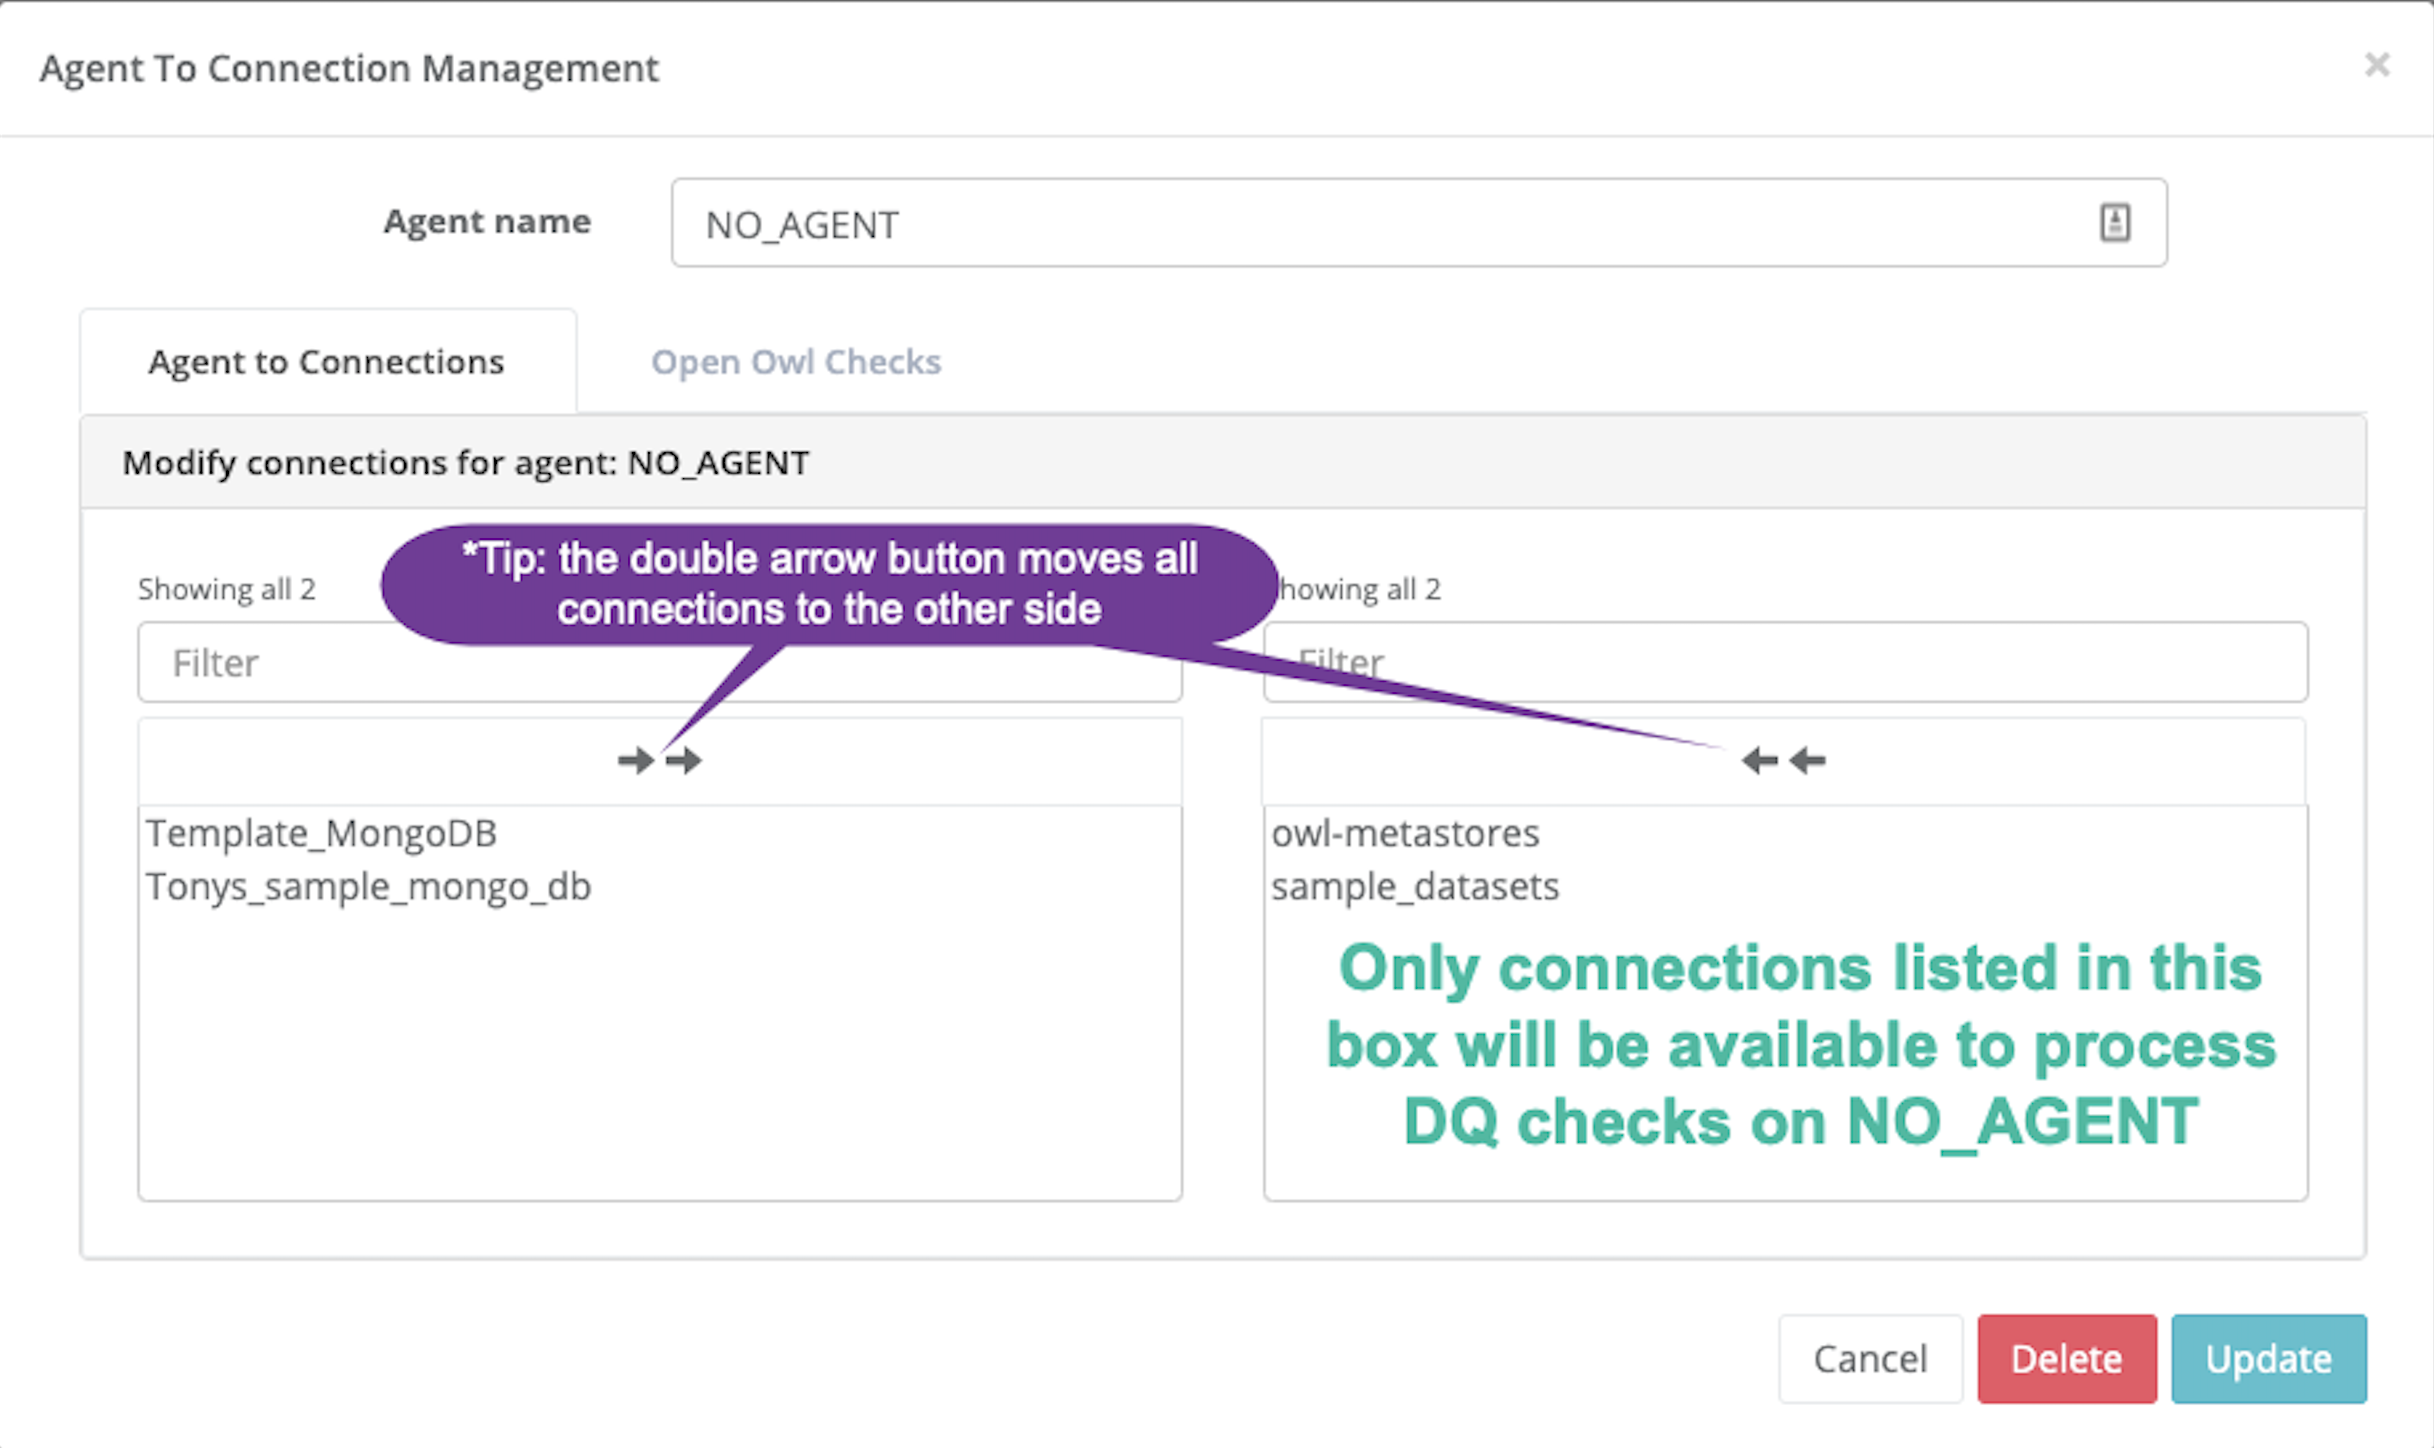 Agent To Connection Management
×
Agent name
NO_AGENT
Agent to Connections
Open Owl Checks
Modify connections for agent: NO_AGENT
*Tip: the double arrow button moves all
connections to the other side
Showing all 2
howing all 2
Filter
Filter
Template_MongoDB
Tonys_sample_mongo_db
owl-metastores
sample_datasets
Only connections listed in this
box will be available to process
DQ checks on NO_AGENT
Cancel
Delete
Update